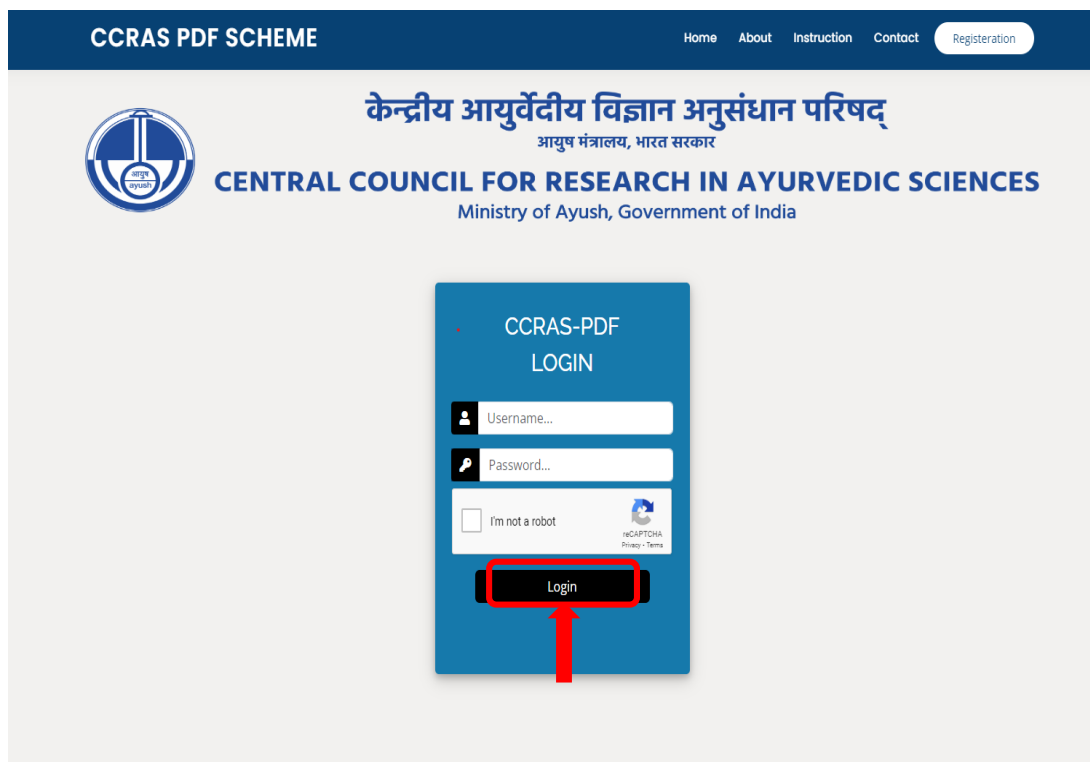 CCRAS PDF SCHEME
Home About Instruction Contact Registeration
केन्द्रीय आयुर्वेदीय विज्ञान अनुसंधान परिषद्
आयुष मंत्रालय, भारत सरकार
आयुष
ayush
CENTRAL COUNCIL FOR RESEARCH IN AYURVEDIC SCIENCES
Ministry of Ayush, Government of India
CCRAS-PDF
LOGIN
Username...
Password...
I'm not a robot
reCAPTCHA
Privacy - Terms
Login